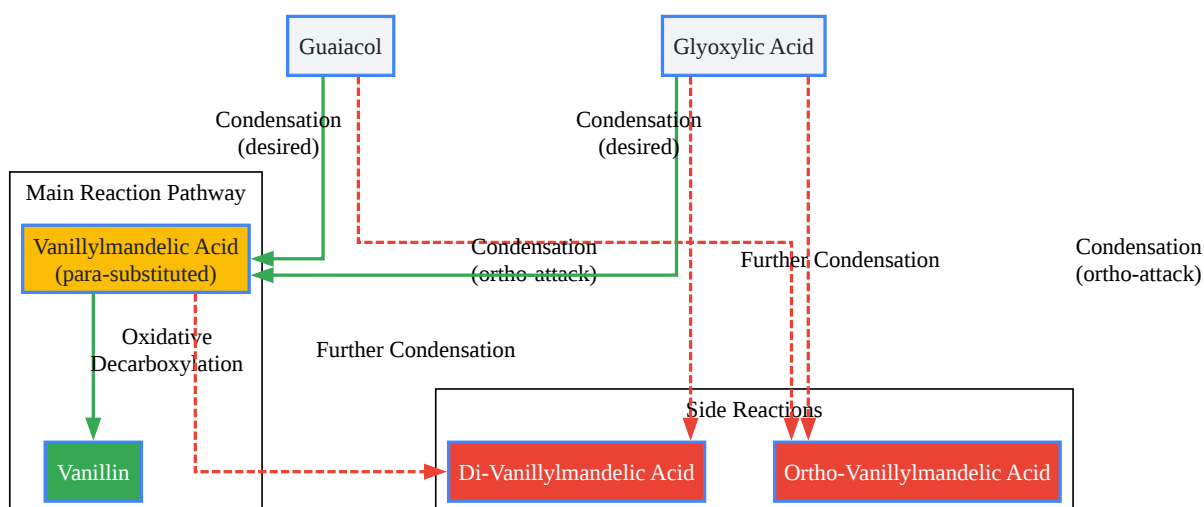 Guaiacol
Glyoxylic Acid
Condensation
(desired)
Condensation
(desired)
Main Reaction Pathway
Vanillylmandelic Acid
(para-substituted)
Condensation
(ortho-attack)
Further Condensation
Condensation
(ortho-attack)
Oxidative
Decarboxylation
Further Condensation
Side Reactions
Vanillin
Di-Vanillylmandelic Acid
Ortho-Vanillylmandelic Acid